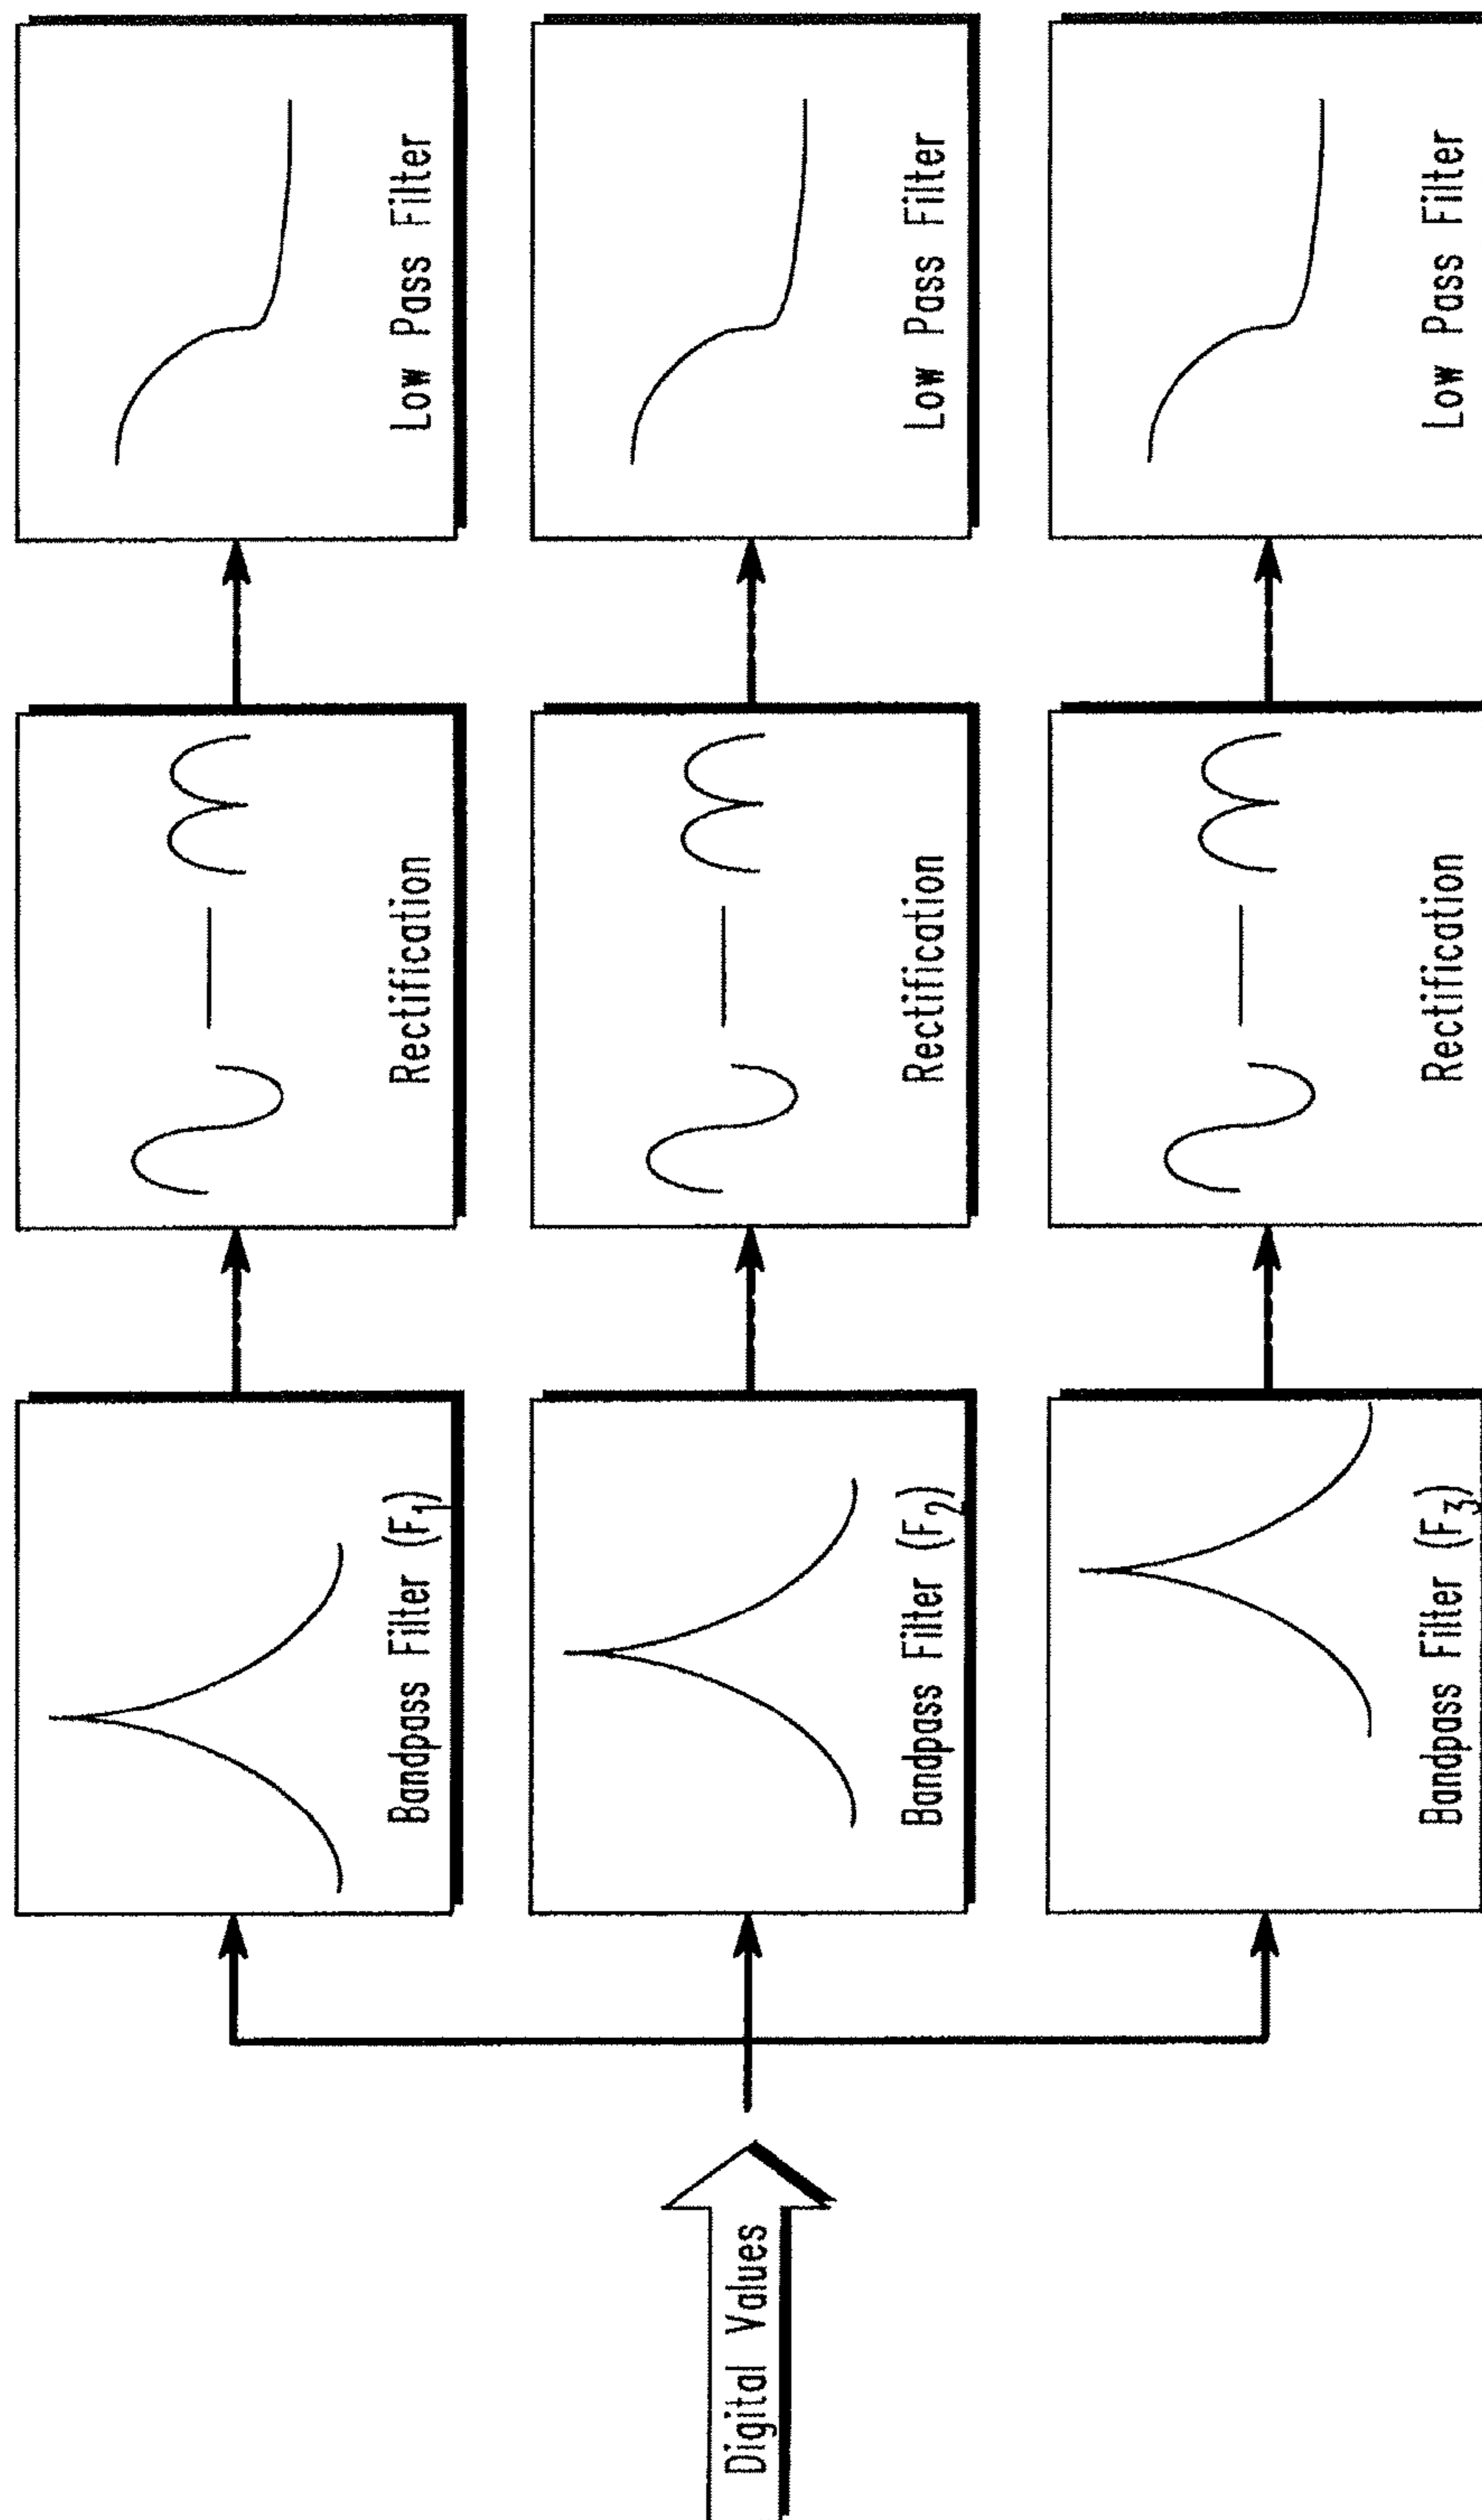 Digital Values
Bandpass Filter (F1)
Rectification
Low Pass Filter
Bandpass Filter (F2)
Rectification
Low Pass Filter
Bandpass Filter (F3)
Rectification
Low Pass Filter